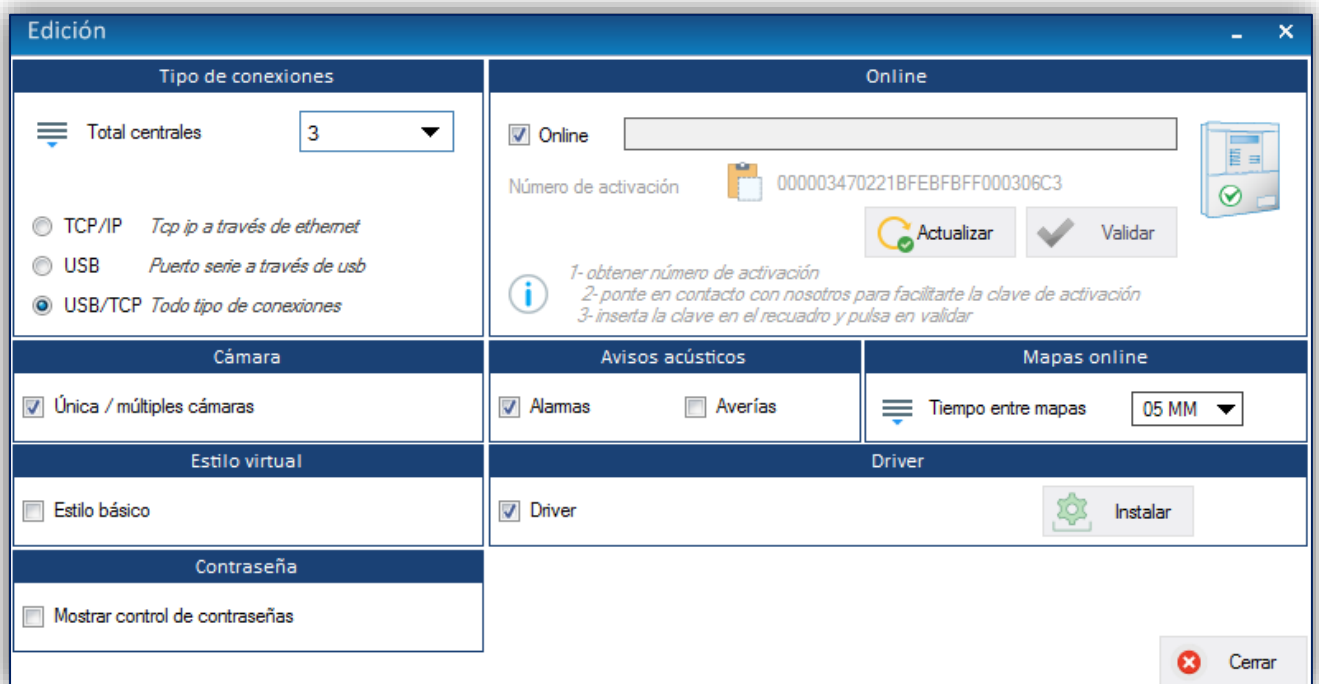 Edición
Tipo de conexiones
Total centrales 3
TCP/IP Tcp ip a través de ethernet
USB Puerto serie a través de usb
USB/TCP Todo tipo de conexiones
Online
Online
Número de activación 000003470221BFEBFBFF000306C3
Actualizar Validar
1- obtener número de activación
2- ponte en contacto con nosotros para facilitarte la clave de activación
3- inserta la clave en el recuadro y pulsa en validar
Cámara
Única / múltiples cámaras
Avisos acústicos
Alarmas Averías
Mapas online
Tiempo entre mapas 05 MM
Estilo virtual
Estilo básico
Driver
Driver Instalar
Contraseña
Mostrar control de contraseñas
Cerrar